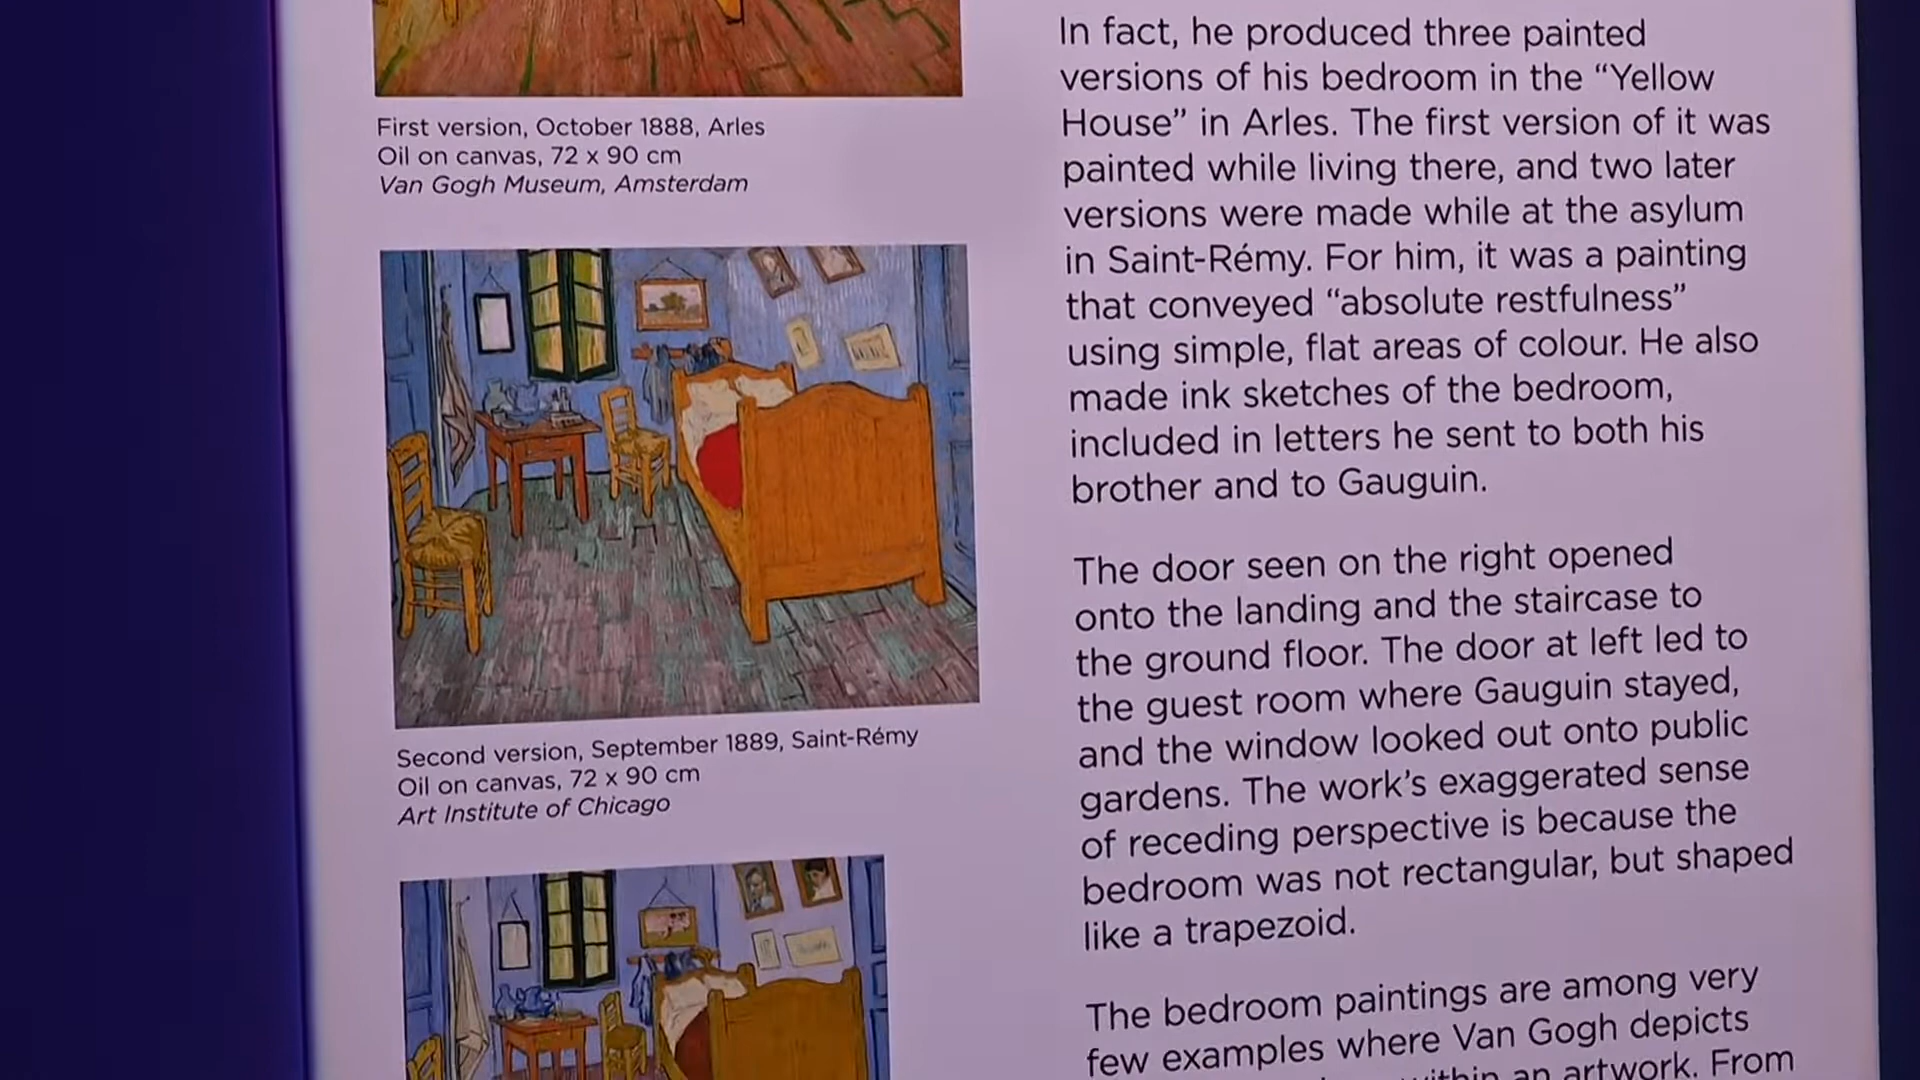 First version, October 1888, Arles
Oil on canvas, 72 x 90 cm
Van Gogh Museum, Amsterdam
Second version, September 1889, Saint-Rémy
Oil on canvas, 72 x 90 cm
Art Institute of Chicago
In fact, he produced three painted
versions of his bedroom in the “Yellow
House” in Arles. The first version of it was
painted while living there, and two later
versions were made while at the asylum
in Saint-Rémy. For him, it was a painting
that conveyed “absolute restfulness”
using simple, flat areas of colour. He also
made ink sketches of the bedroom,
included in letters he sent to both his
brother and to Gauguin.
The door seen on the right opened
onto the landing and the staircase to
the ground floor. The door at left led to
the guest room where Gauguin stayed,
and the window looked out onto public
gardens. The work’s exaggerated sense
of receding perspective is because the
bedroom was not rectangular, but shaped
like a trapezoid.
The bedroom paintings are among very
few examples where Van Gogh depicts
within an artwork. From